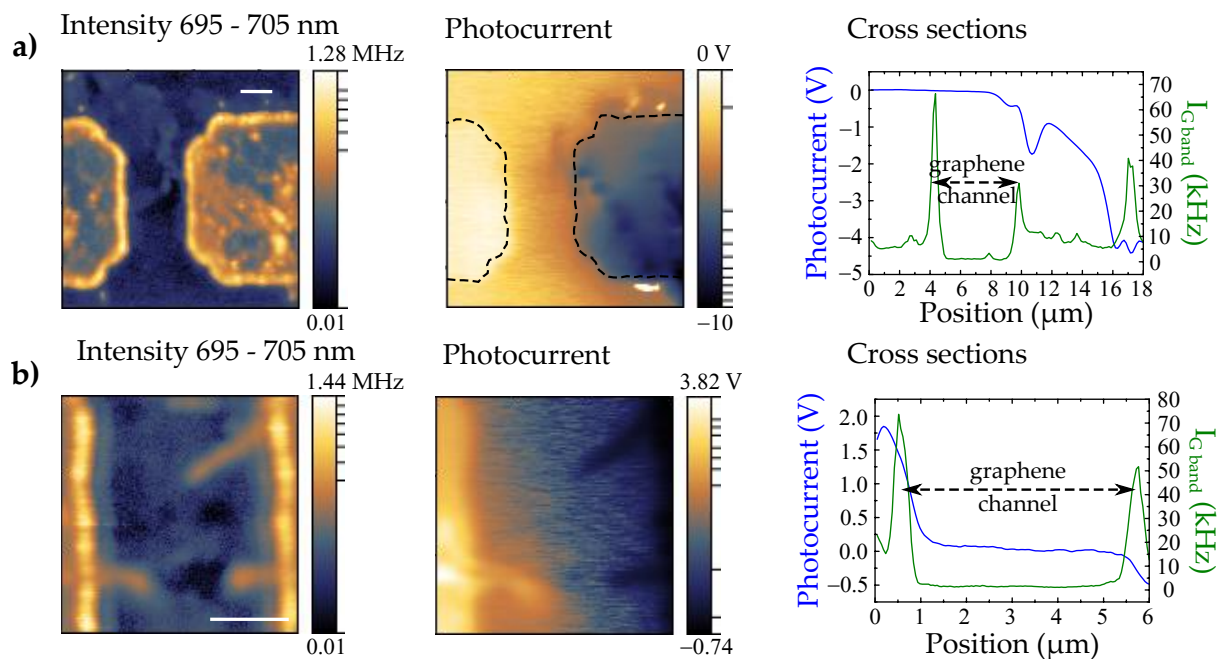 a)
Intensity 695 - 705 nm
1.28 MHz
0.01
Photocurrent
0 V
−10
Cross sections
Photocurrent (V)
0
−1
−2
−3
−4
−5
graphene
channel
70
60
50
40
30
20
10
0
I G band (kHz)
0 2 4 6 8 10 12 14 16 18
Position (µm)
b)
Intensity 695 - 705 nm
1.44 MHz
0.01
Photocurrent
3.82 V
−0.74
Cross sections
Photocurrent (V)
2.0
1.5
1.0
0.5
0.0
−0.5
graphene
channel
80
70
60
50
40
30
20
10
0
I G band (kHz)
0 1 2 3 4 5 6
Position (µm)